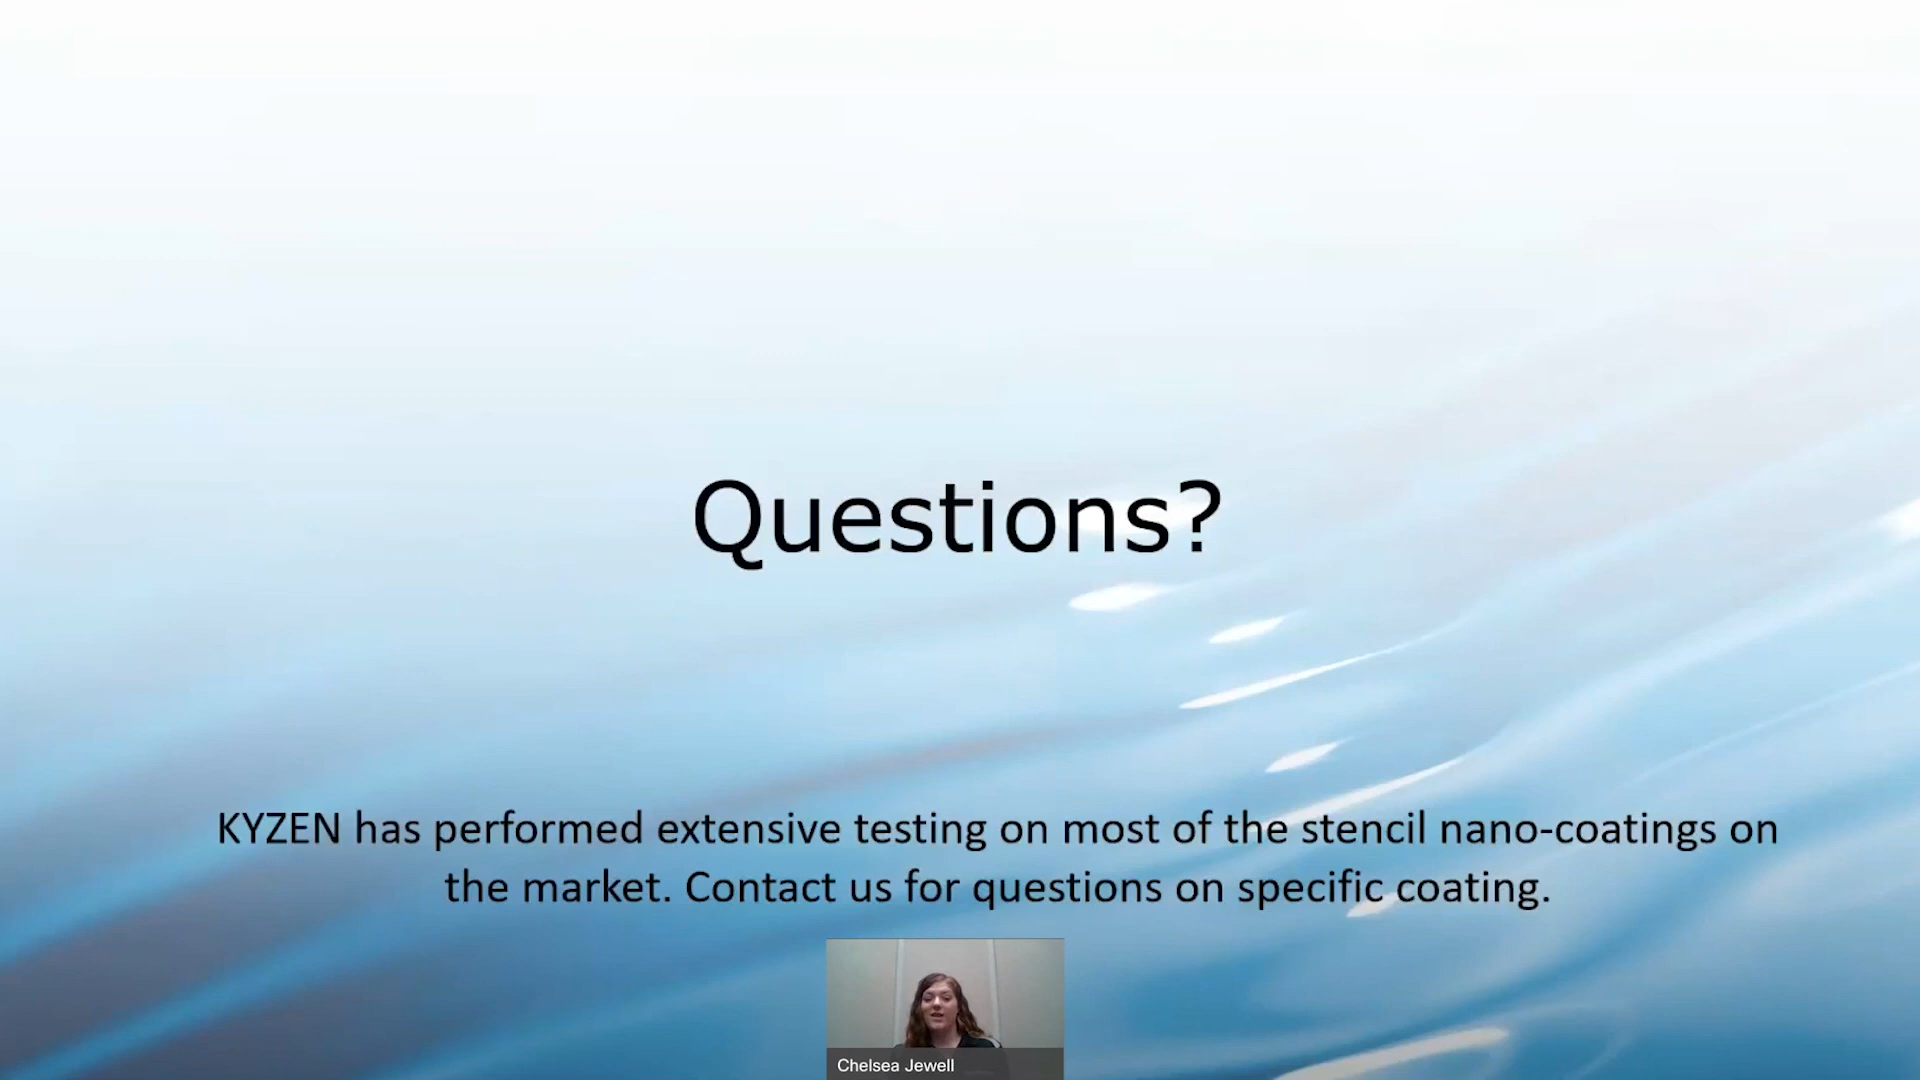 Questions?
KYZEN has performed extensive testing on most of the stencil nano-coatings on
the market. Contact us for questions on specific coating.
Chelsea Jewell